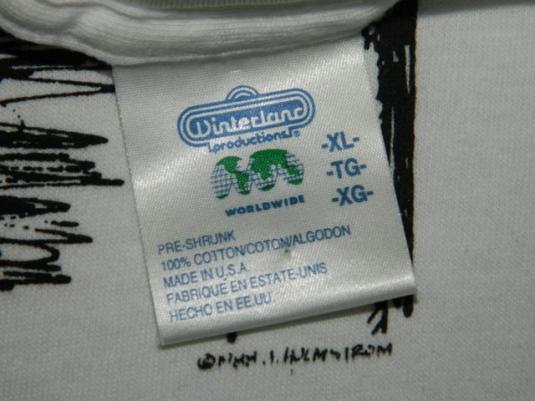 Winterland
productions®
-XL-
-TG-
-XG-
WORLDWIDE
PRE-SHRUNK
100% COTTON/COTON/ALGODON
MADE IN U.S.A
FABRIQUÉ EN ESTATE-UNIS
HECHO EN EE.UU.